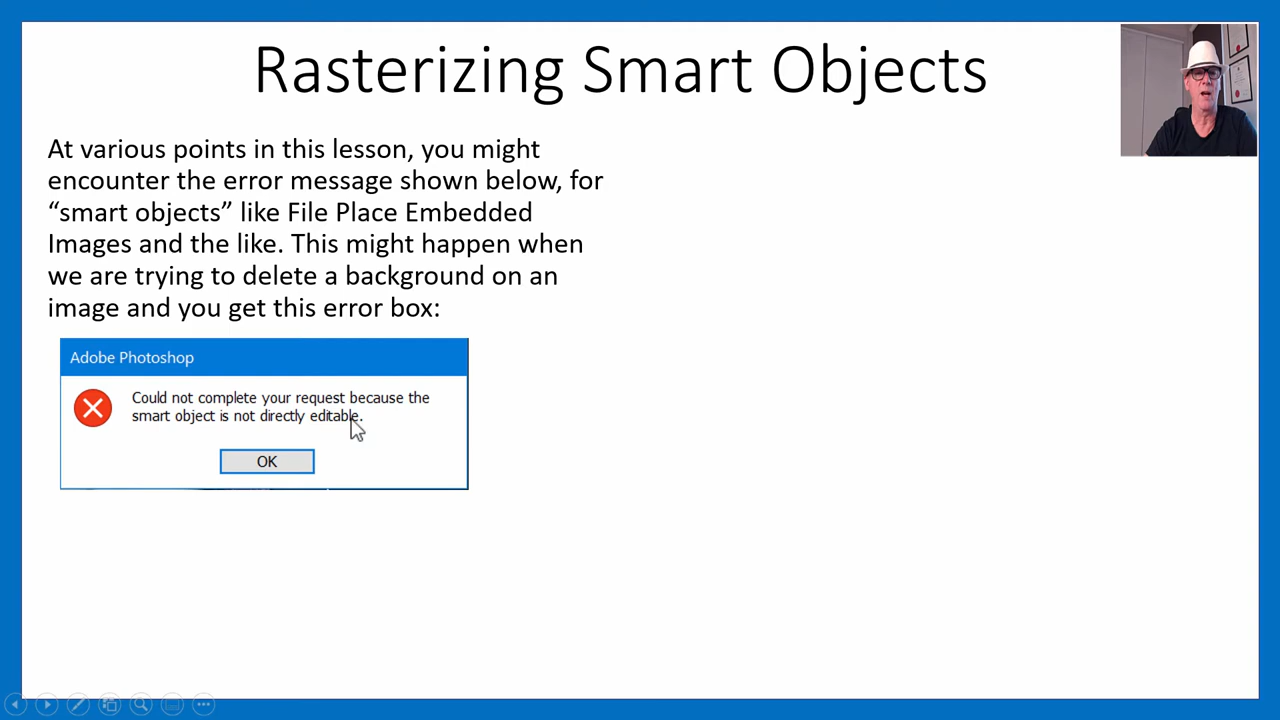 Rasterizing Smart Objects
At various points in this lesson, you might
encounter the error message shown below, for
“smart objects” like File Place Embedded
Images and the like. This might happen when
we are trying to delete a background on an
image and you get this error box:
Adobe Photoshop
Could not complete your request because the
smart object is not directly editable.
OK